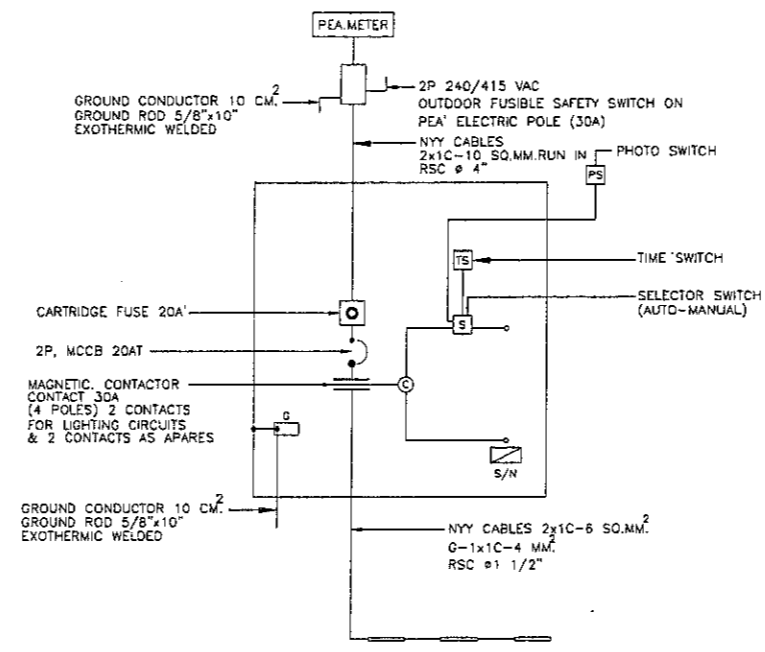 PEA.METER
2P 240/415 VAC
OUTDOOR FUSIBLE SAFETY SWITCH ON
PEA' ELECTRIC POLE (30A)
GROUND CONDUCTOR 10 CM.2
GROUND ROD 5/8"x10"
EXOTHERMIC WELDED
NYY CABLES
2x1C-10 SQ.MM.RUN IN
RSC ø 4"
PHOTO SWITCH
PS
TS
TIME SWITCH
SELECTOR SWITCH
(AUTO-MANUAL)
S
CARTRIDGE FUSE 20A'
2P, MCCB 20AT
MAGNETIC. CONTACTOR
CONTACT 30A
(4 POLES) 2 CONTACTS
FOR LIGHTING CIRCUITS
& 2 CONTACTS AS APARES
C
G
S/N
GROUND CONDUCTOR 10 CM.2
GROUND ROD 5/8"x10"
EXOTHERMIC WELDED
NYY CABLES 2x1C-6 SQ.MM.2
G-1x1C-4 MM.2
RSC ø1 1/2"